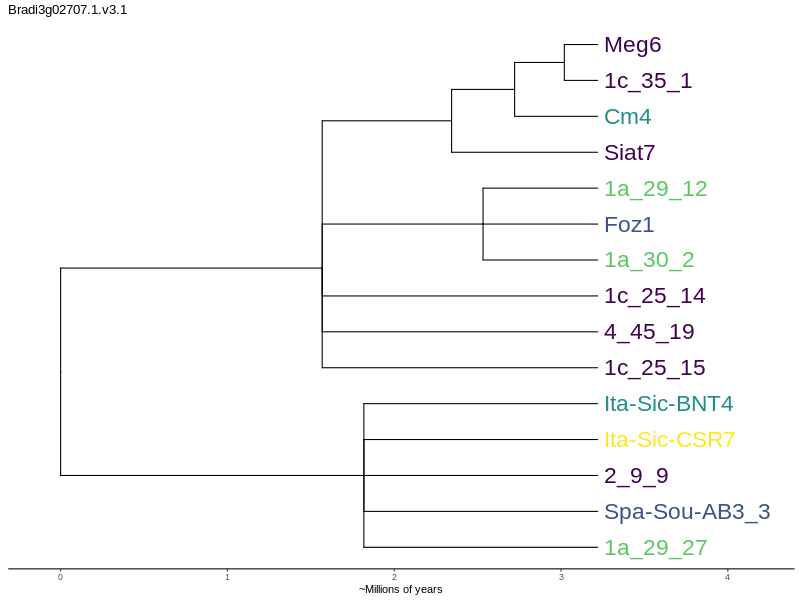 Bradi3g02707.1.v3.1
Meg6
1c_35_1
Cm4
Siat7
1a_29_12
Foz1
1a_30_2
1c_25_14
4_45_19
1c_25_15
Ita-Sic-BNT4
Ita-Sic-CSR7
2_9_9
Spa-Sou-AB3_3
1a_29_27
0 1 2 3 4
~Millions of years